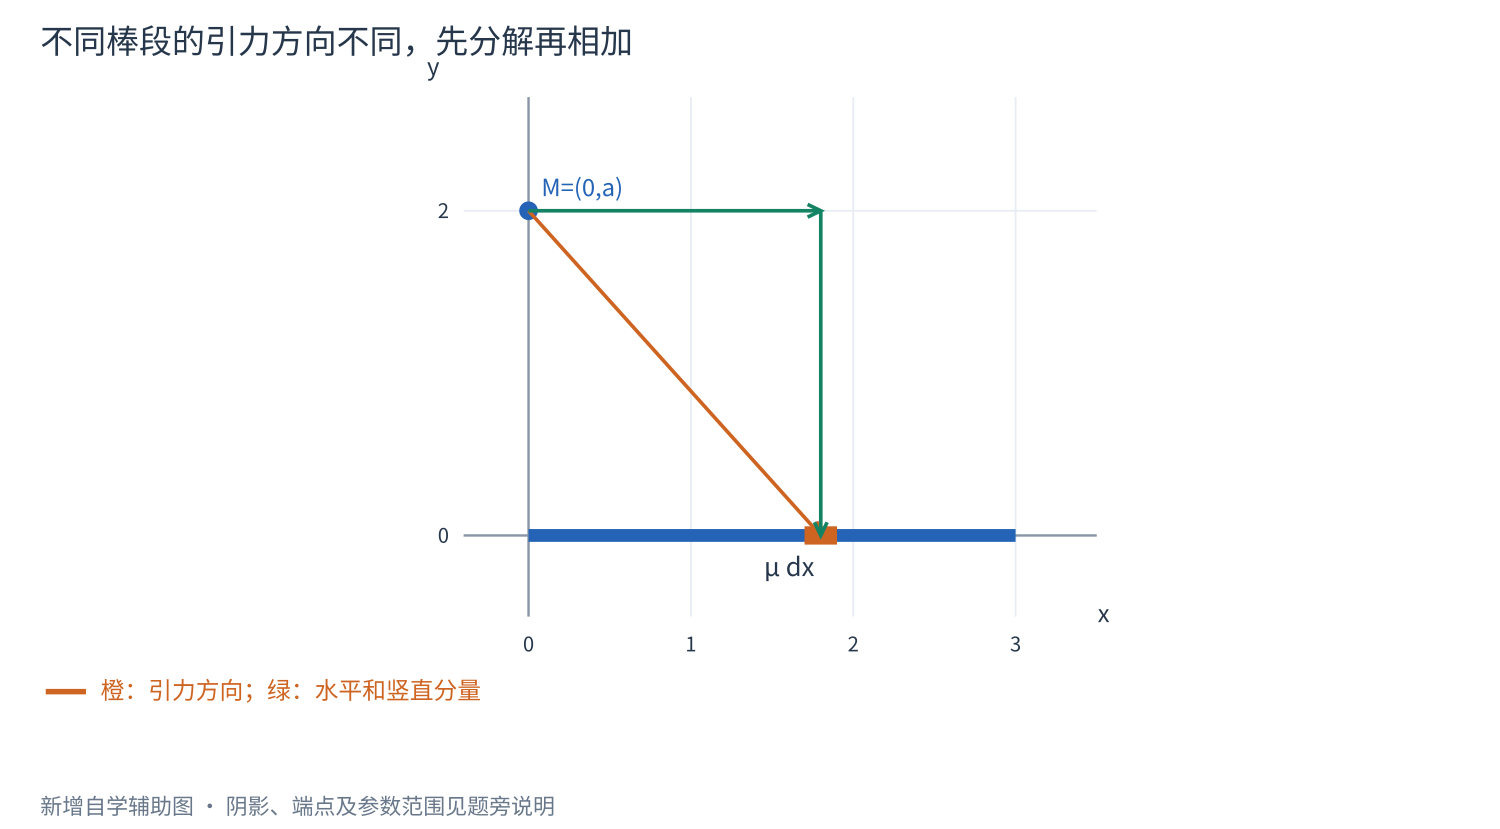 不同棒段的引力方向不同，先分解再相加
y
M=(0,a)
2
0
μ dx
x
0 1 2 3
橙：引力方向；绿：水平和竖直分量
新增自学辅助图 · 阴影、端点及参数范围见题旁说明